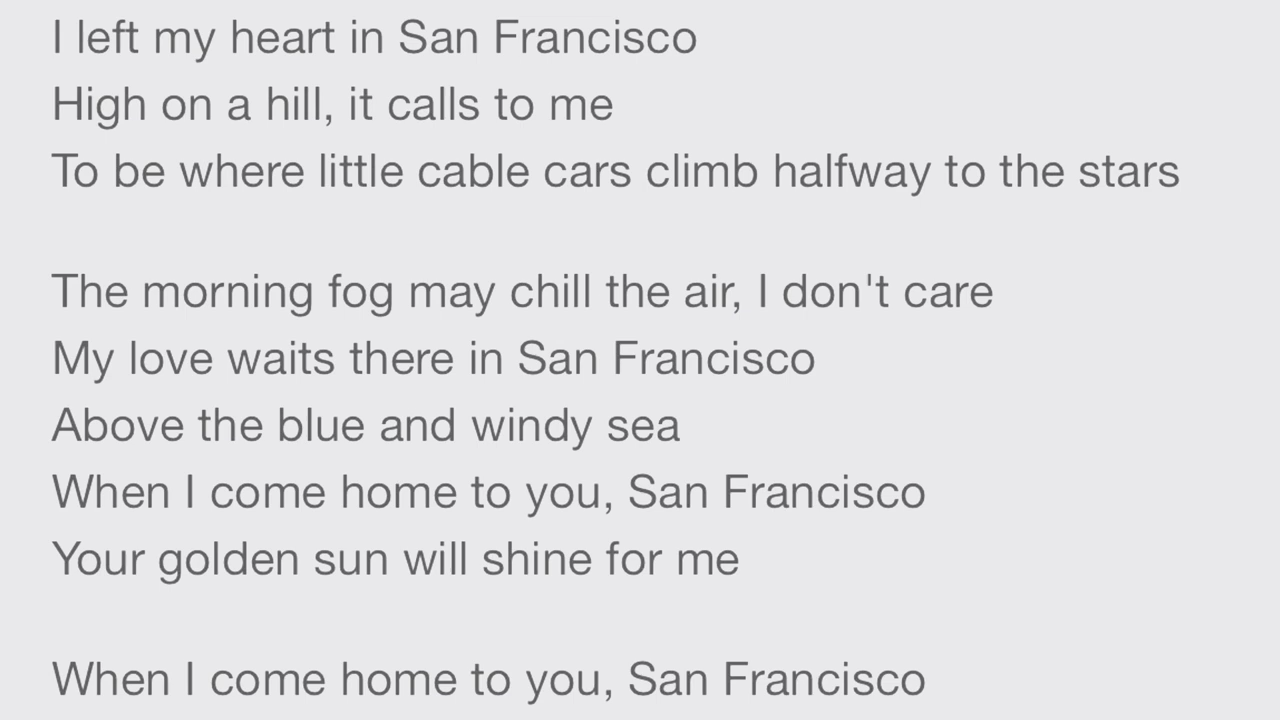 I left my heart in San Francisco
High on a hill, it calls to me
To be where little cable cars climb halfway to the stars
The morning fog may chill the air, I don't care
My love waits there in San Francisco
Above the blue and windy sea
When I come home to you, San Francisco
Your golden sun will shine for me
When I come home to you, San Francisco